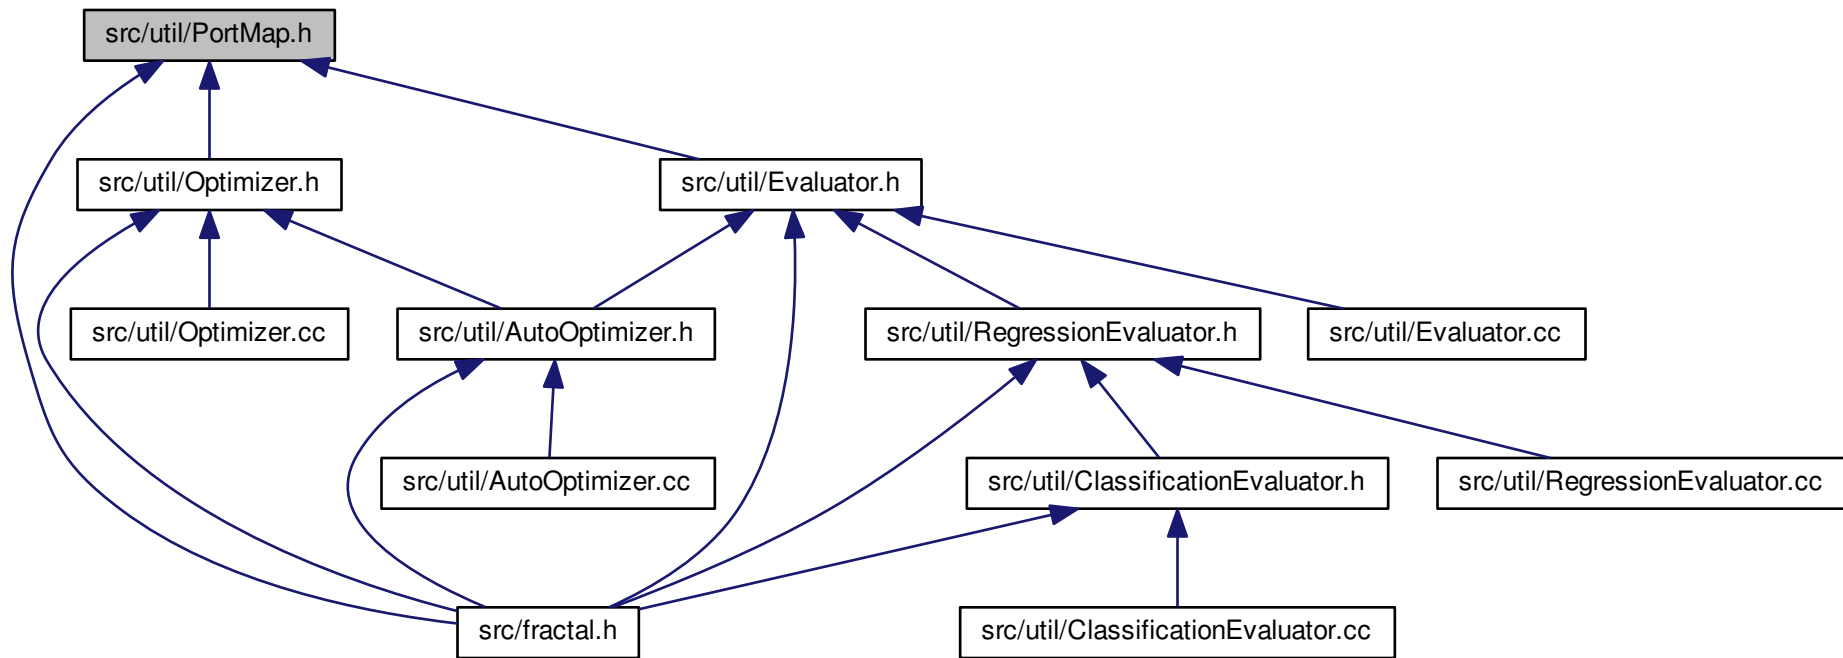 src/util/PortMap.h
src/util/Optimizer.h
src/util/Evaluator.h
src/util/Optimizer.cc
src/util/AutoOptimizer.h
src/util/RegressionEvaluator.h
src/util/Evaluator.cc
src/util/AutoOptimizer.cc
src/util/ClassificationEvaluator.h
src/util/RegressionEvaluator.cc
src/fractal.h
src/util/ClassificationEvaluator.cc